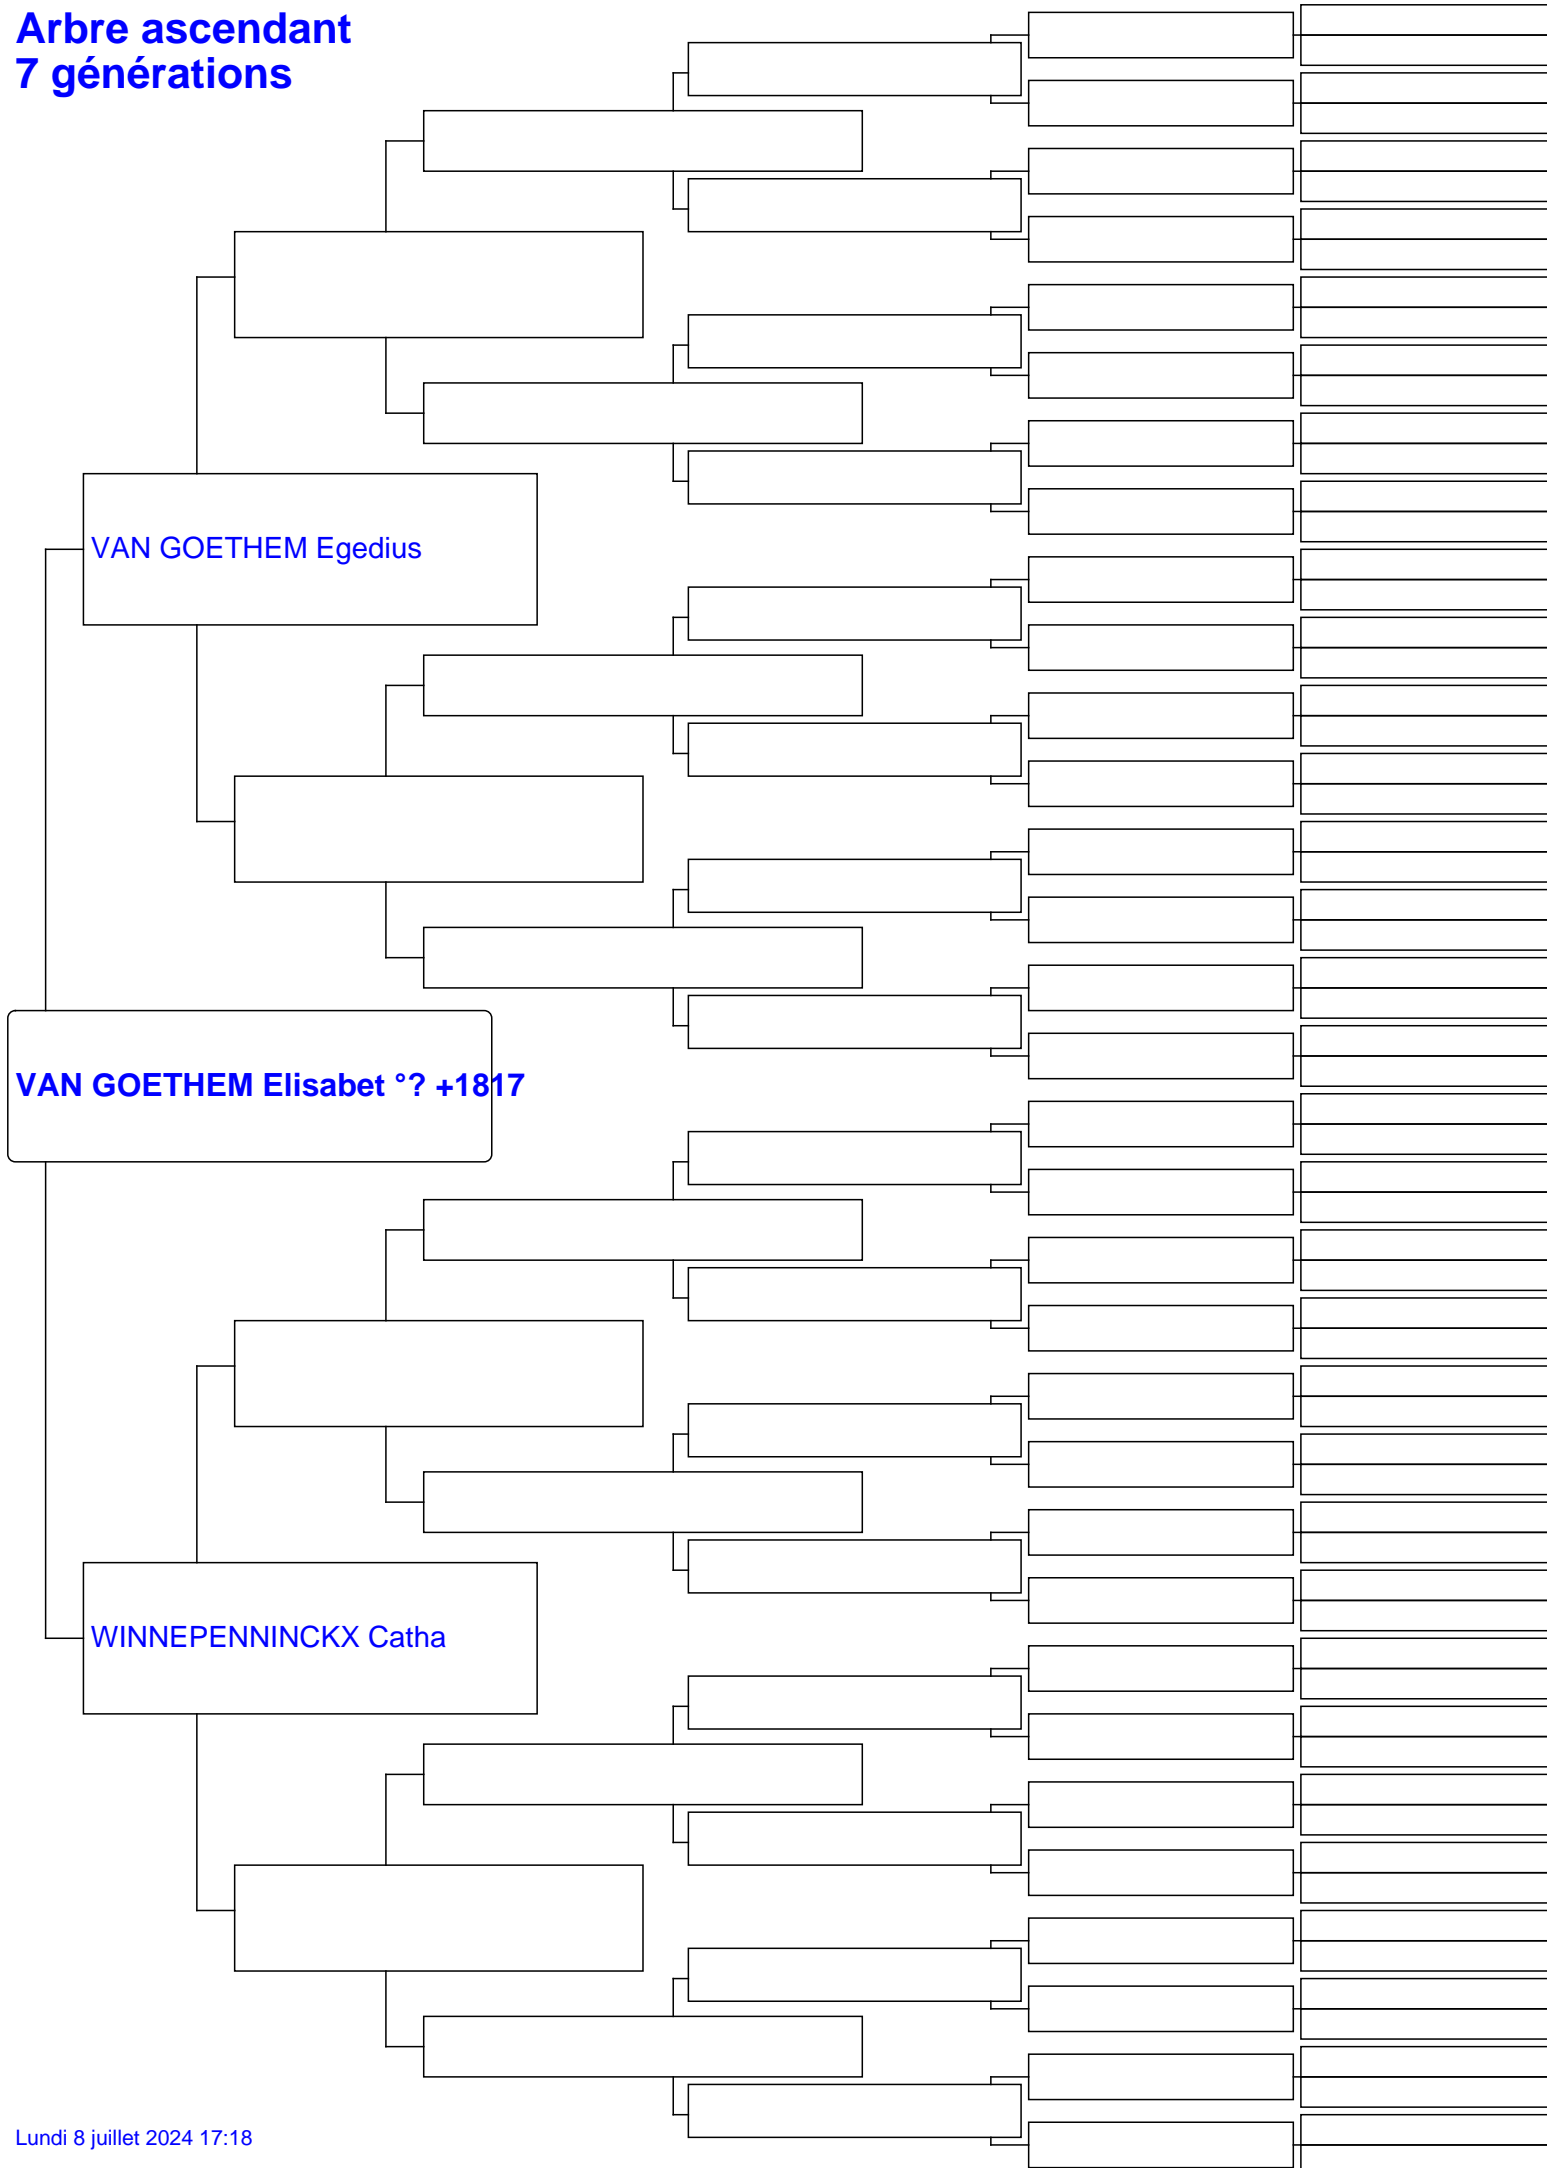 Arbre ascendant
7 générations
VAN GOETHEM Egedius
VAN GOETHEM Elisabet °? +1817
WINNEPENNINCKX Catha
Lundi 8 juillet 2024 17:18